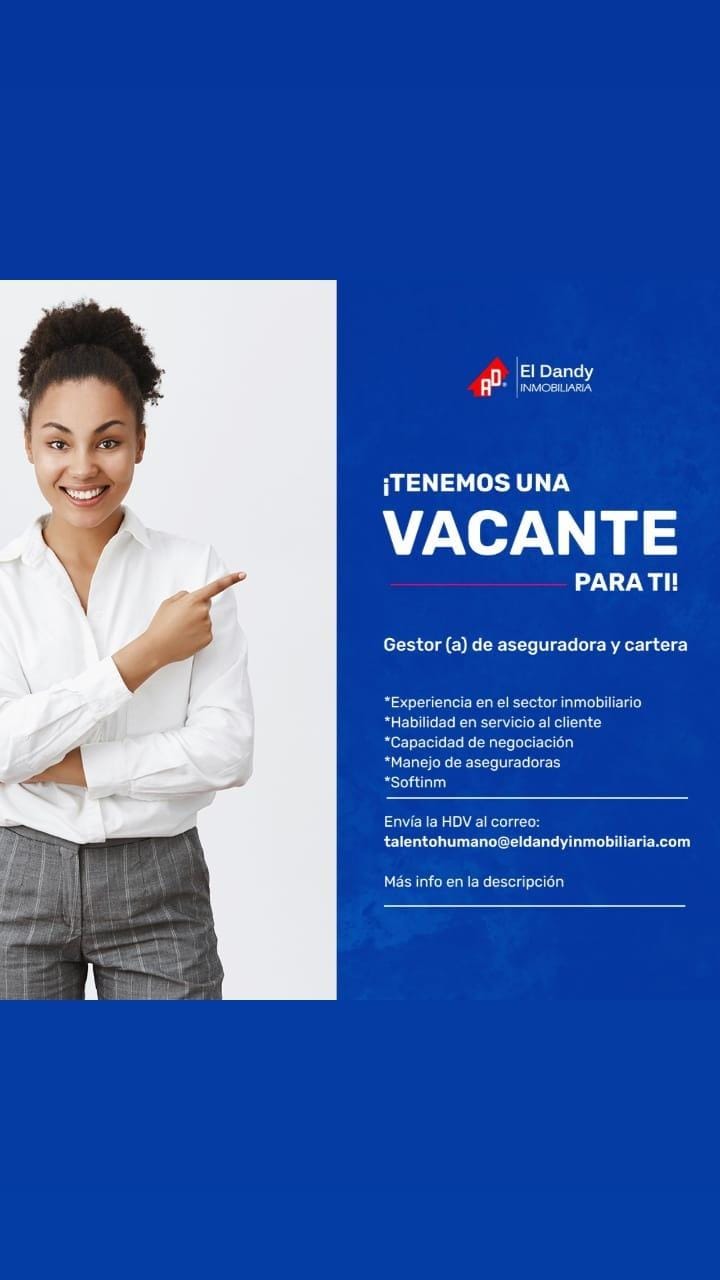 AD®
El Dandy
INMOBILIARIA
¡TENEMOS UNA
VACANTE
PARA TI!
Gestor (a) de aseguradora y cartera
*Experiencia en el sector inmobiliario
*Habilidad en servicio al cliente
*Capacidad de negociación
*Manejo de aseguradoras
*Softinm
Envía la HDV al correo:
talentohumano@eldandyinmobiliaria.com
Más info en la descripción